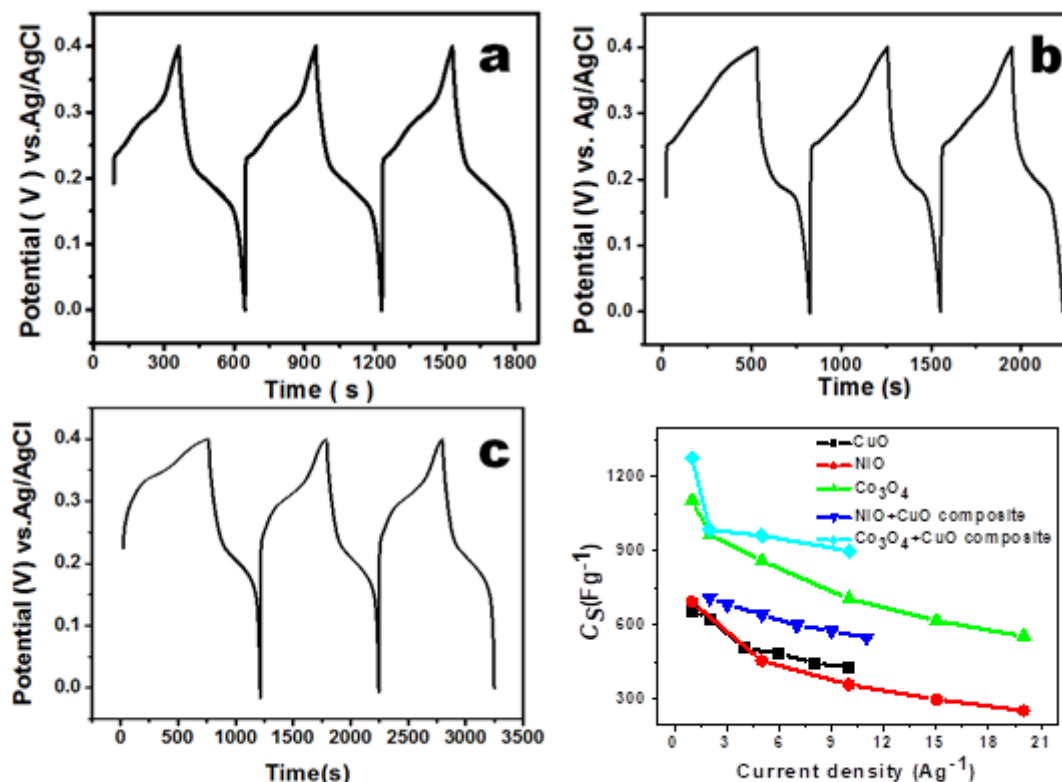 a
0.4
0.3
0.2
0.1
0.0
Potential ( V ) vs.Ag/AgCl
0 300 600 900 1200 1500 1800
Time ( s )
b
0.4
0.3
0.2
0.1
0.0
Potential (V) vs. Ag/AgCl
0 500 1000 1500 2000
Time (s)
c
0.4
0.3
0.2
0.1
0.0
Potential (V) vs.Ag/AgCl
0 500 1000 1500 2000 2500 3000 3500
Time(s)
CuO
NIO
Co₃O₄
NIO+CuO composite
Co₃O₄+CuO composite
1200
900
600
300
Cₛ(Fg⁻¹)
0 3 6 9 12 15 18 21
Current density (Ag⁻¹)